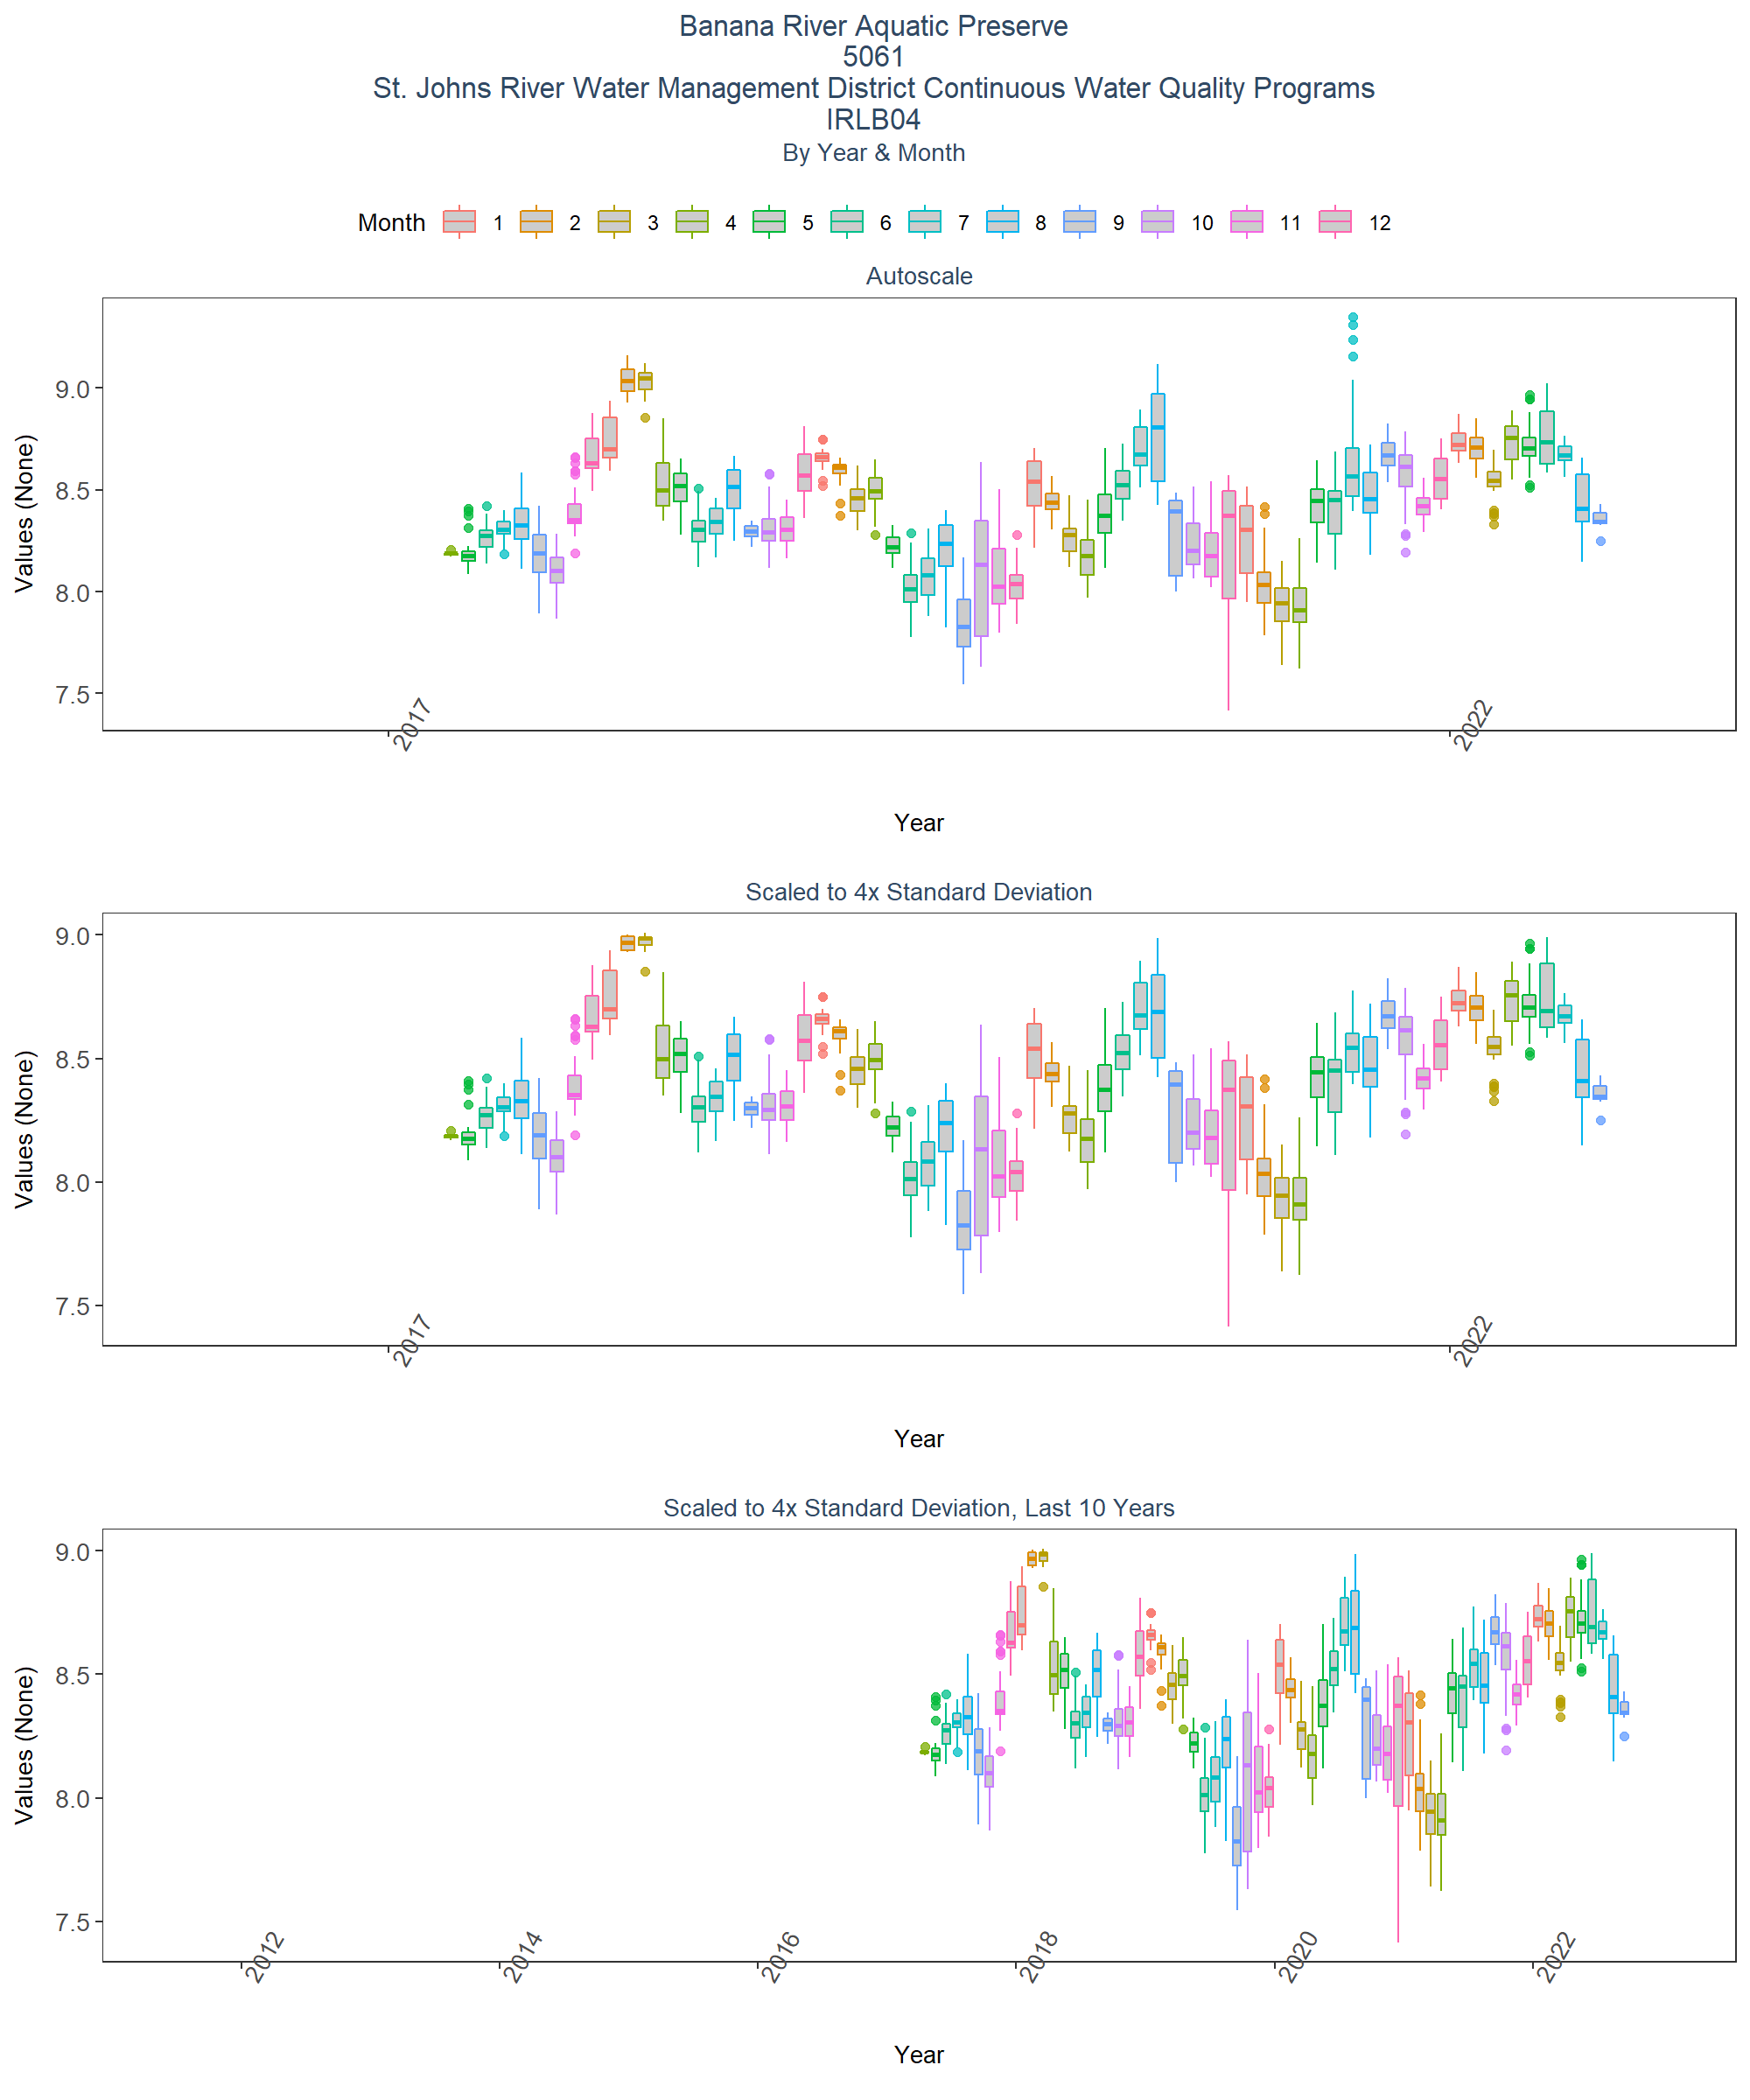 Banana River Aquatic Preserve
5061
St. Johns River Water Management District Continuous Water Quality Programs
IRLB04
By Year & Month
Month 1 2 3 4 5 6 7 8 9 10 11 12
Autoscale
Values (None)
9.0
8.5
8.0
7.5
2017 2022
Year
Scaled to 4x Standard Deviation
Values (None)
9.0
8.5
8.0
7.5
2017 2022
Year
Scaled to 4x Standard Deviation, Last 10 Years
Values (None)
9.0
8.5
8.0
7.5
2012 2014 2016 2018 2020 2022
Year